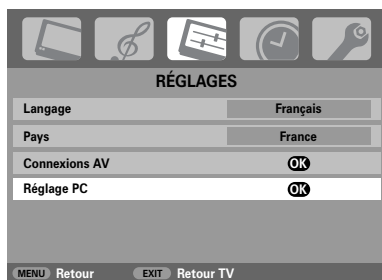 RÉGLAGES
Langage Français
Pays France
Connexions AV OK
Réglage PC OK
MENU Retour EXIT Retour TV